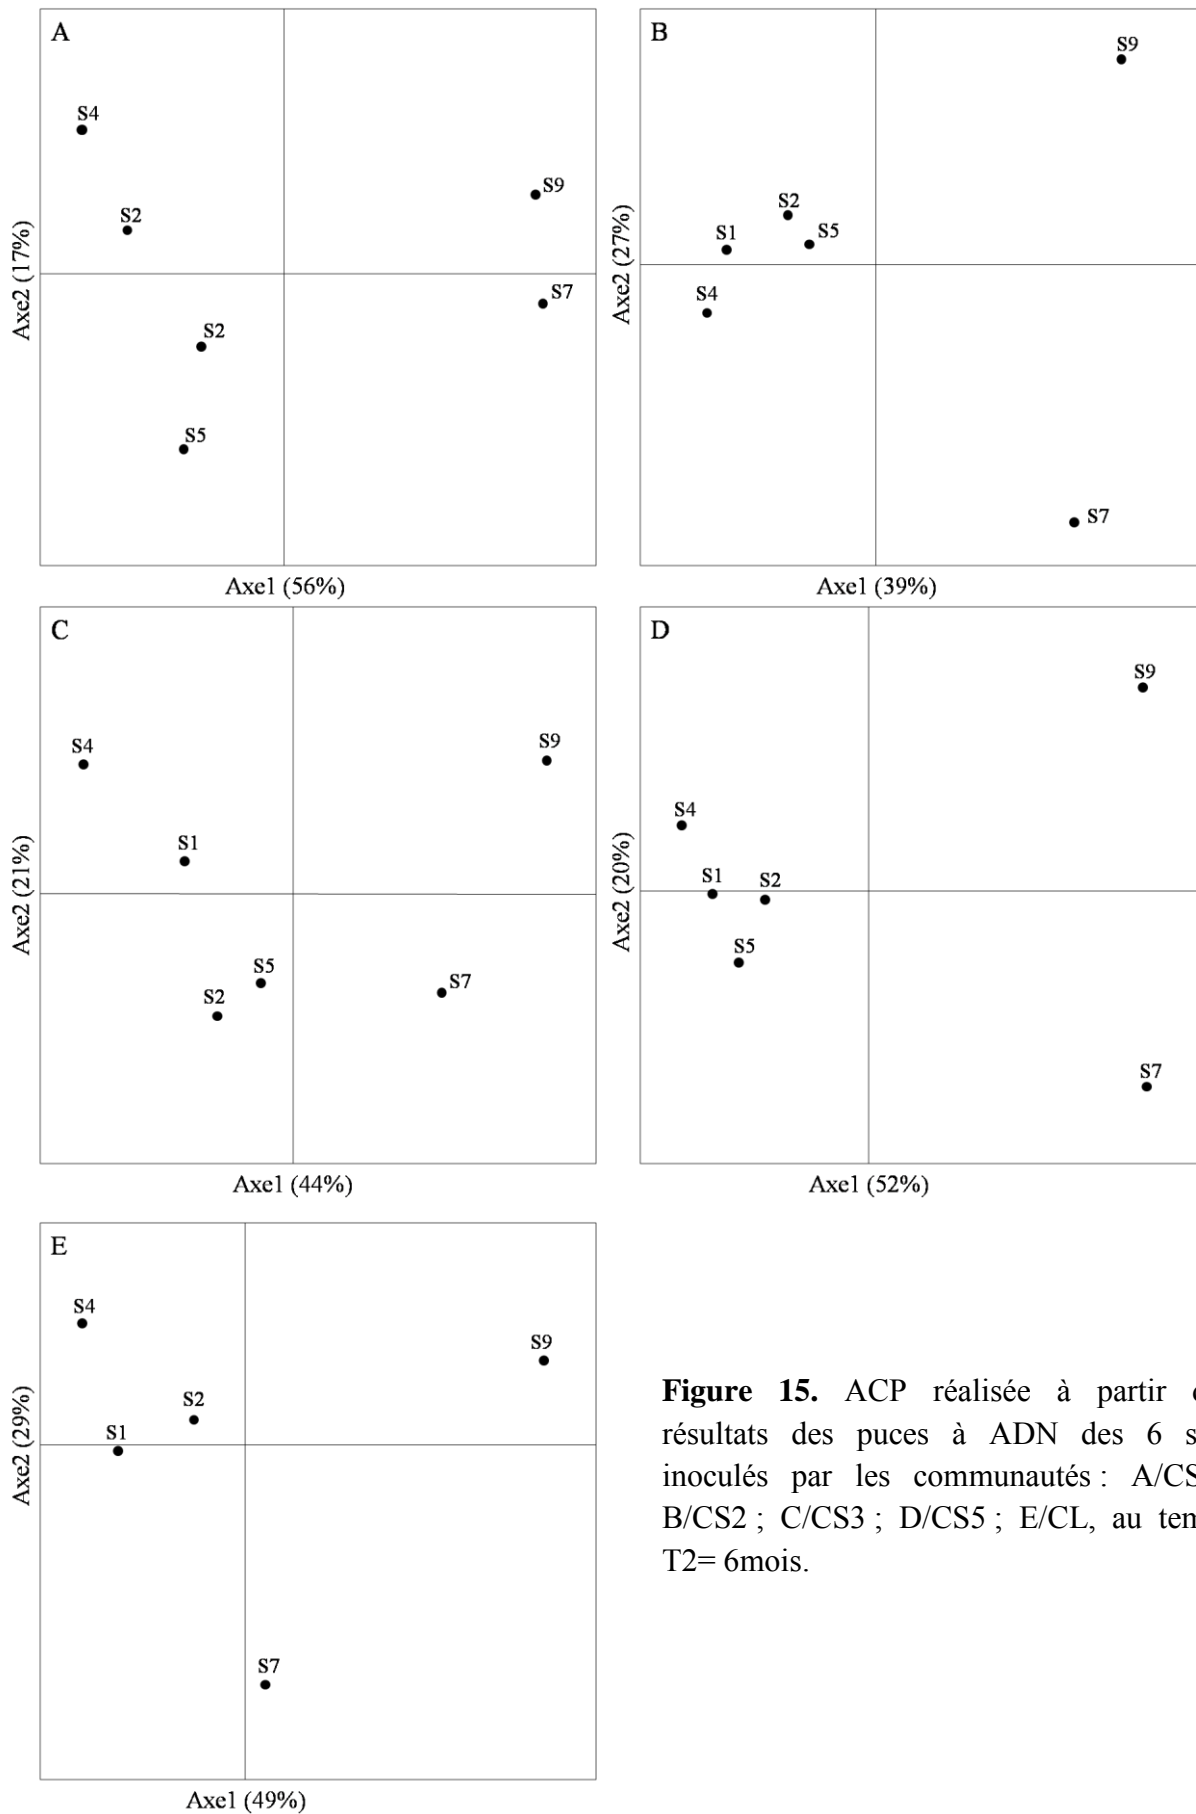 A
S4
S2
S9
S7
S2
S5
Axe2 (17%)
Axe1 (56%)
B
S9
S2
S1
S5
S4
S7
Axe2 (27%)
Axe1 (39%)
C
S4
S9
S1
S5
S7
S2
Axe2 (21%)
Axe1 (44%)
D
S9
S4
S1
S2
S5
S7
Axe2 (20%)
Axe1 (52%)
E
S4
S9
S2
S1
S7
Axe2 (29%)
Axe1 (49%)
Figure 15. ACP réalisée à partir
résultats des puces à ADN des 6
inoculés par les communautés :
B/CS2 ; C/CS3 ; D/CS5 ; E/CL, au
T2= 6mois.